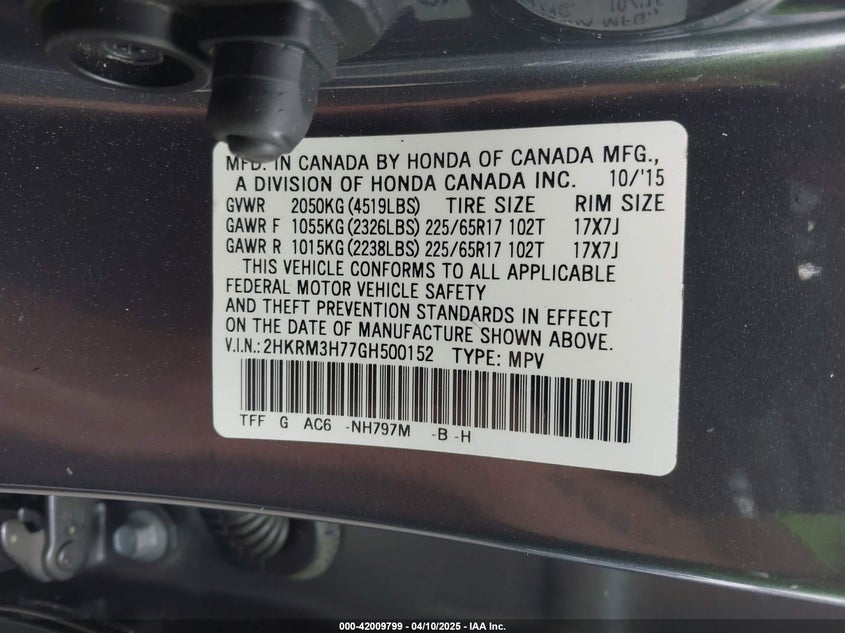 MFD. IN CANADA BY HONDA OF CANADA MFG.,
A DIVISION OF HONDA CANADA INC. 10/'15
GVWR 2050KG(4519LBS) TIRE SIZE RIM SIZE
GAWR F 1055KG(2326LBS) 225/65R17 102T 17X7J
GAWR R 1015KG(2238LBS) 225/65R17 102T 17X7J
THIS VEHICLE CONFORMS TO ALL APPLICABLE
FEDERAL MOTOR VEHICLE SAFETY
AND THEFT PREVENTION STANDARDS IN EFFECT
ON THE DATE OF MANUFACTURE SHOWN ABOVE.
V.I.N.:2HKRM3H77GH500152 TYPE: MPV
TFF G AC6 -NH797M -B -H
000-42009799 — 04/10/2025 — IAA Inc.